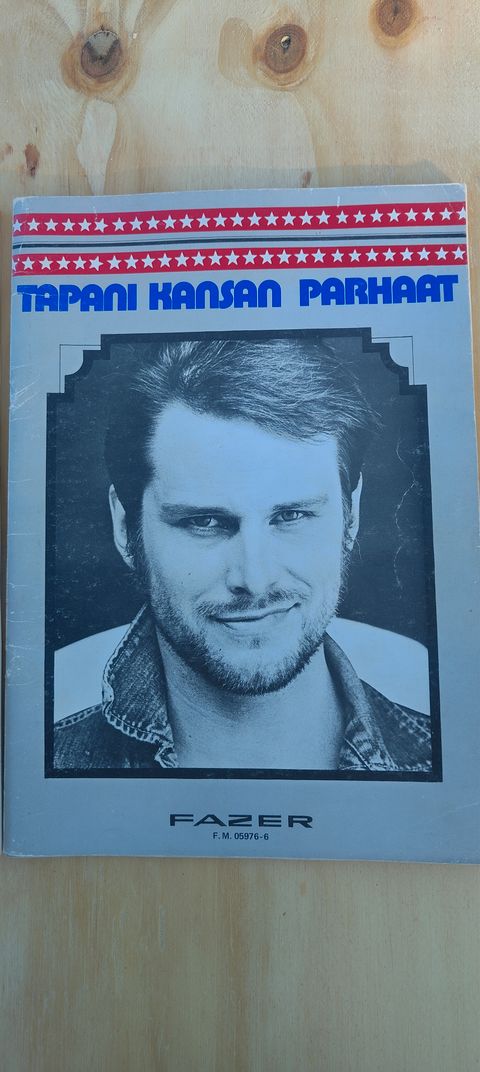 TAPANI KANSAN PARHAAT
FAZER
F. M. 05976-6